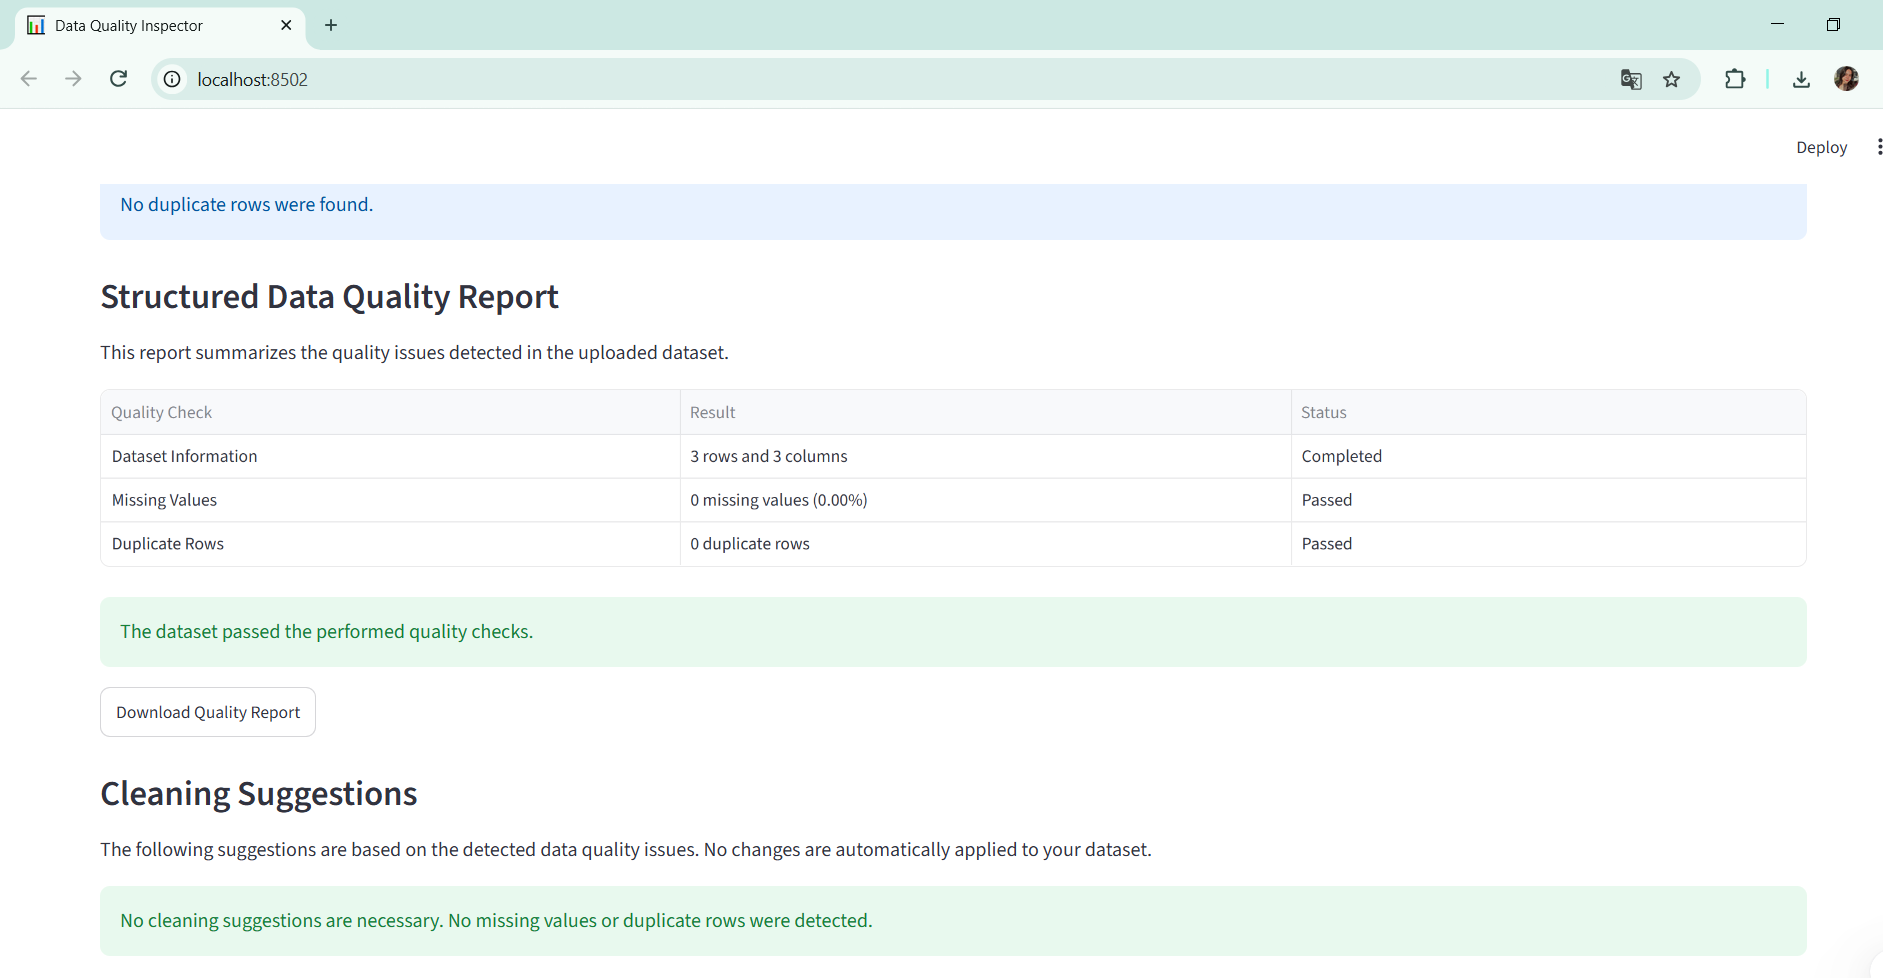 Data Quality Inspector
localhost:8502
Deploy
No duplicate rows were found.
Structured Data Quality Report
This report summarizes the quality issues detected in the uploaded dataset.
Quality Check Result Status
Dataset Information 3 rows and 3 columns Completed
Missing Values 0 missing values (0.00%) Passed
Duplicate Rows 0 duplicate rows Passed
The dataset passed the performed quality checks.
Download Quality Report
Cleaning Suggestions
The following suggestions are based on the detected data quality issues. No changes are automatically applied to your dataset.
No cleaning suggestions are necessary. No missing values or duplicate rows were detected.